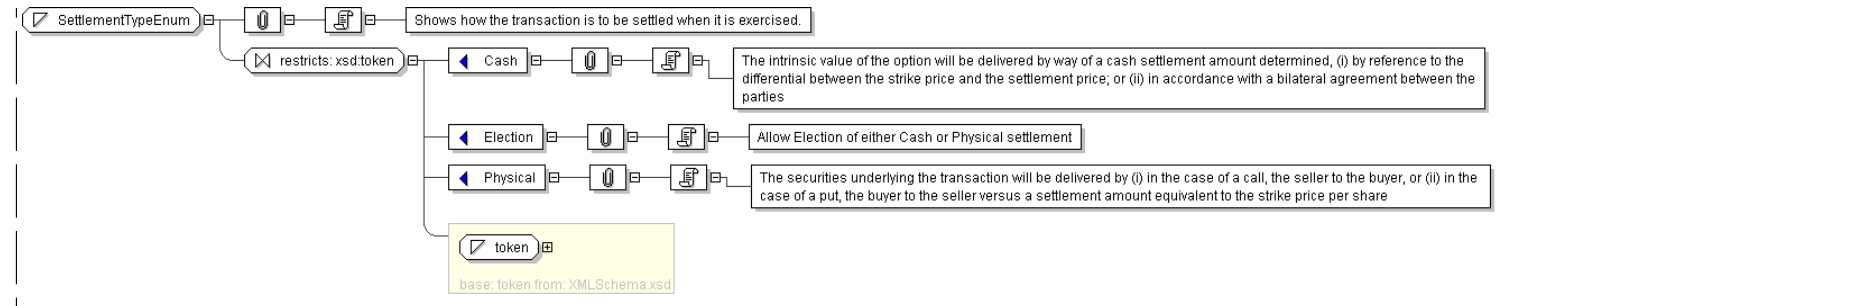 SettlementTypeEnum
Shows how the transaction is to be settled when it is exercised.
restricts: xsd:token
Cash
The intrinsic value of the option will be delivered by way of a cash settlement amount determined, (i) by reference to the
differential between the strike price and the settlement price; or (ii) in accordance with a bilateral agreement between the
parties
Election
Allow Election of either Cash or Physical settlement
Physical
The securities underlying the transaction will be delivered by (i) in the case of a call, the seller to the buyer, or (ii) in the
case of a put, the buyer to the seller versus a settlement amount equivalent to the strike price per share
token
base: token from: XMLSchema.xsd